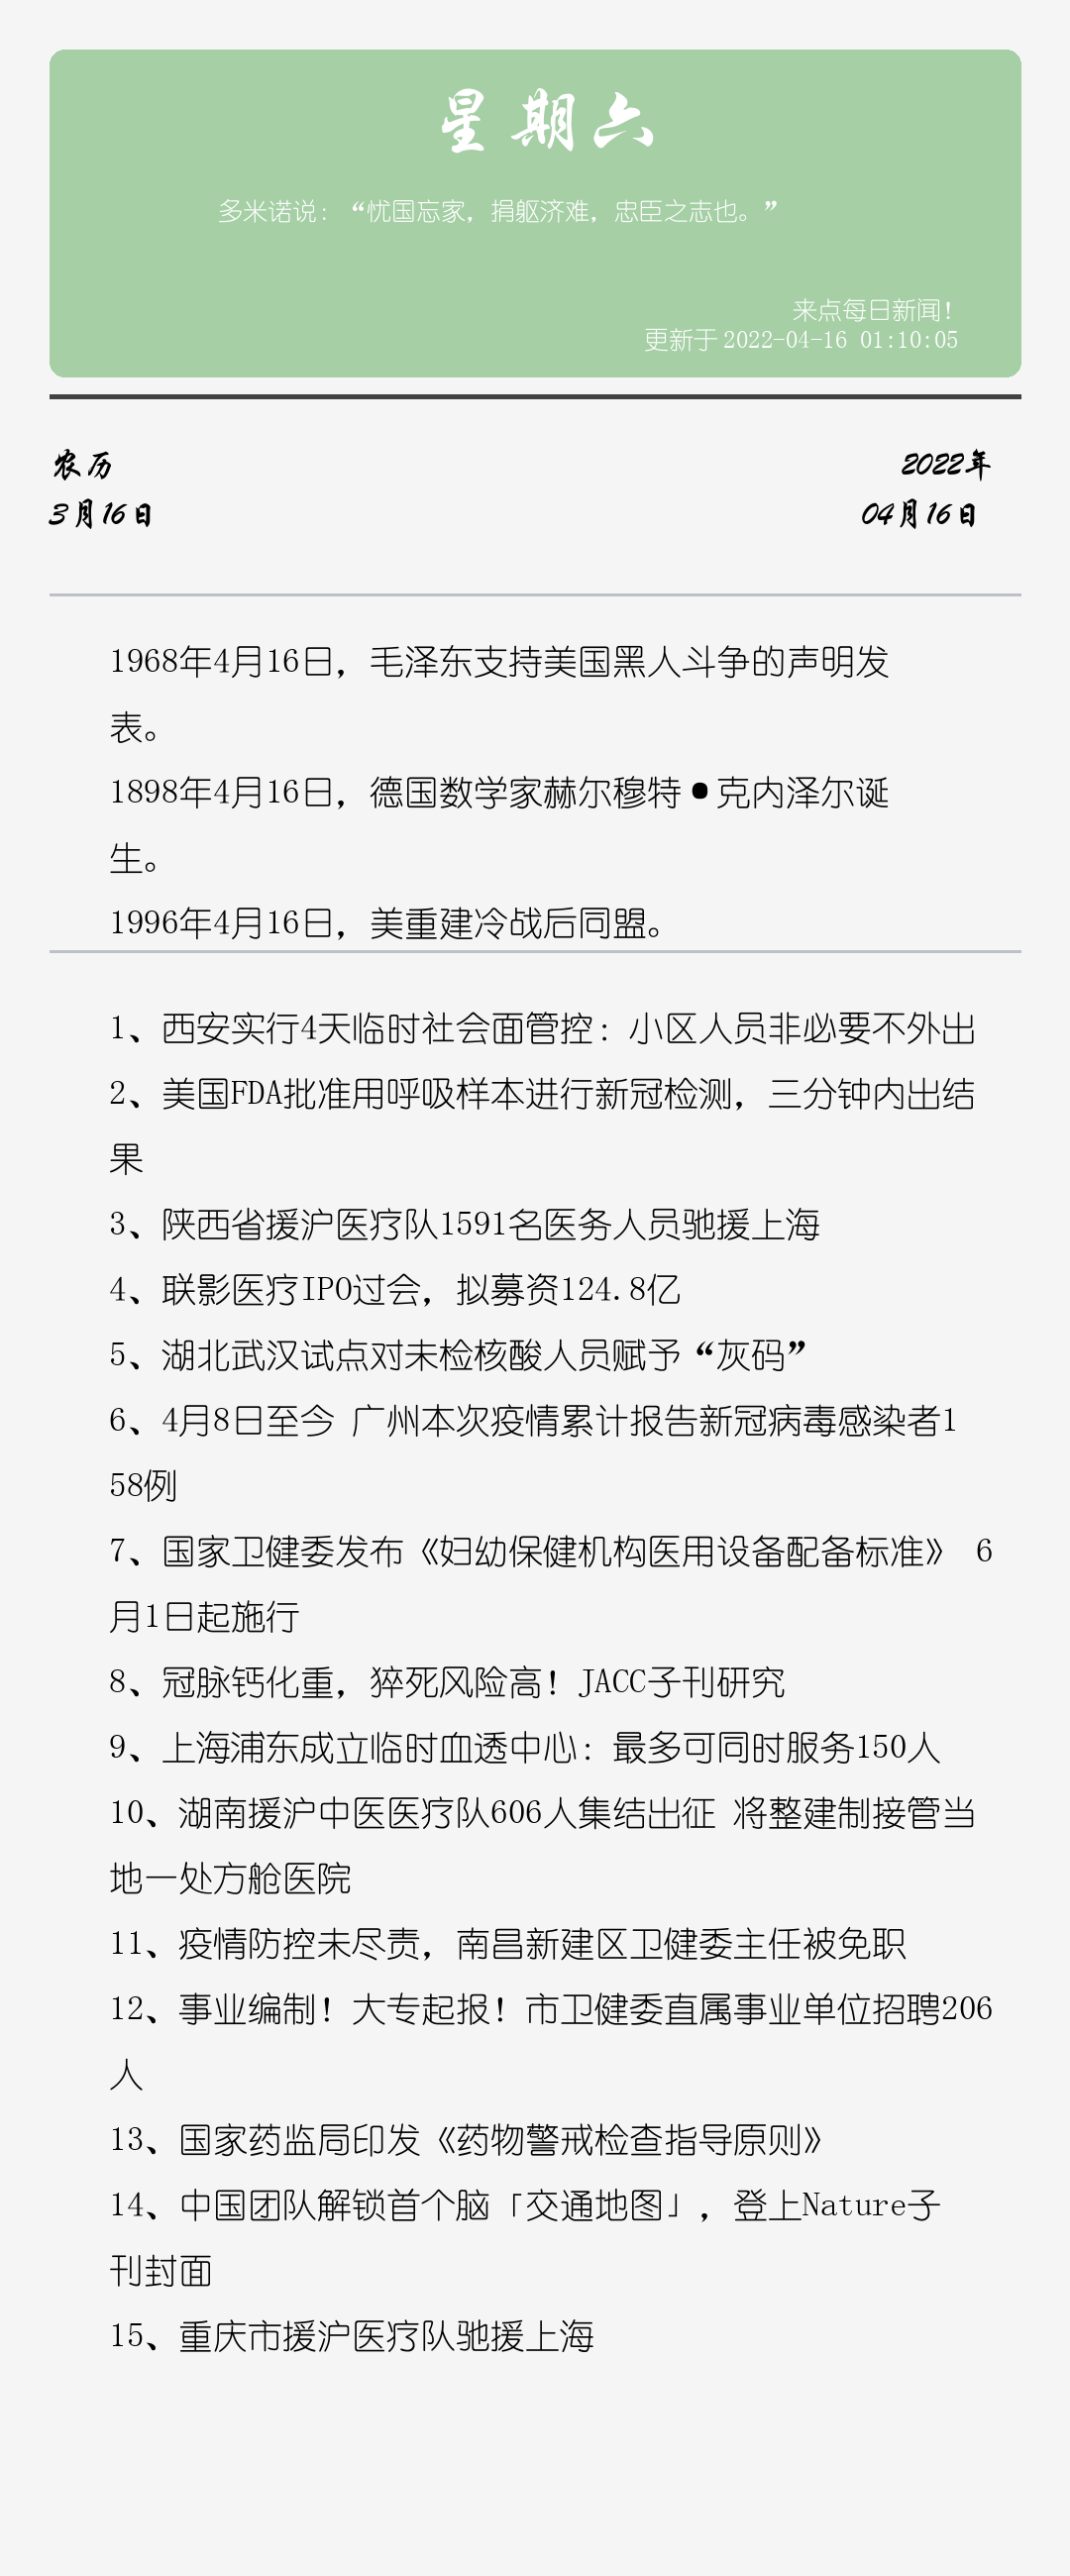 星期六
多米诺说：“忧国忘家，捐躯济难，忠臣之志也。”
来点每日新闻！
更新于 2022-04-16 01:10:05
农历
2022年
3月16日
04月16日
1968年4月16日，毛泽东支持美国黑人斗争的声明发
表。
1898年4月16日，德国数学家赫尔穆特•克内泽尔诞
生。
1996年4月16日，美重建冷战后同盟。
1、西安实行4天临时社会面管控：小区人员非必要不外出
2、美国FDA批准用呼吸样本进行新冠检测，三分钟内出结
果
3、陕西省援沪医疗队1591名医务人员驰援上海
4、联影医疗IPO过会，拟募资124.8亿
5、湖北武汉试点对未检核酸人员赋予“灰码”
6、4月8日至今 广州本次疫情累计报告新冠病毒感染者1
58例
7、国家卫健委发布《妇幼保健机构医用设备配备标准》 6
月1日起施行
8、冠脉钙化重，猝死风险高！JACC子刊研究
9、上海浦东成立临时血透中心：最多可同时服务150人
10、湖南援沪中医医疗队606人集结出征 将整建制接管当
地一处方舱医院
11、疫情防控未尽责，南昌新建区卫健委主任被免职
12、事业编制！大专起报！市卫健委直属事业单位招聘206
人
13、国家药监局印发《药物警戒检查指导原则》
14、中国团队解锁首个脑「交通地图」，登上Nature子
刊封面
15、重庆市援沪医疗队驰援上海